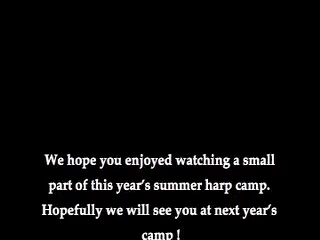 We hope you enjoyed watching a small
part of this year's summer harp camp.
Hopefully we will see you at next year's
camp !